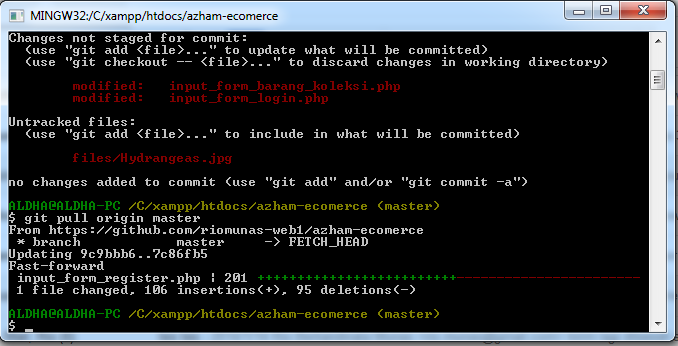 MINGW32:/C/xampp/htdocs/azham-ecomerce
Changes not staged for commit:
  (use "git add <file>..." to update what will be committed)
  (use "git checkout -- <file>..." to discard changes in working directory)
        modified:   input_form_barang_koleksi.php
        modified:   input_form_login.php
Untracked files:
  (use "git add <file>..." to include in what will be committed)
        files/Hydrangeas.jpg
no changes added to commit (use "git add" and/or "git commit -a")
ALDHA@ALDHA-PC /C/xampp/htdocs/azham-ecomerce (master)
$ git pull origin master
From https://github.com/riomunas-web1/azham-ecomerce
 * branch            master     -> FETCH_HEAD
Updating 9c9bbb6..7c86fb5
Fast-forward
 input_form_register.php | 201 +++++++++++++++++++++++++-----------------------
 1 file changed, 106 insertions(+), 95 deletions(-)
ALDHA@ALDHA-PC /C/xampp/htdocs/azham-ecomerce (master)
$